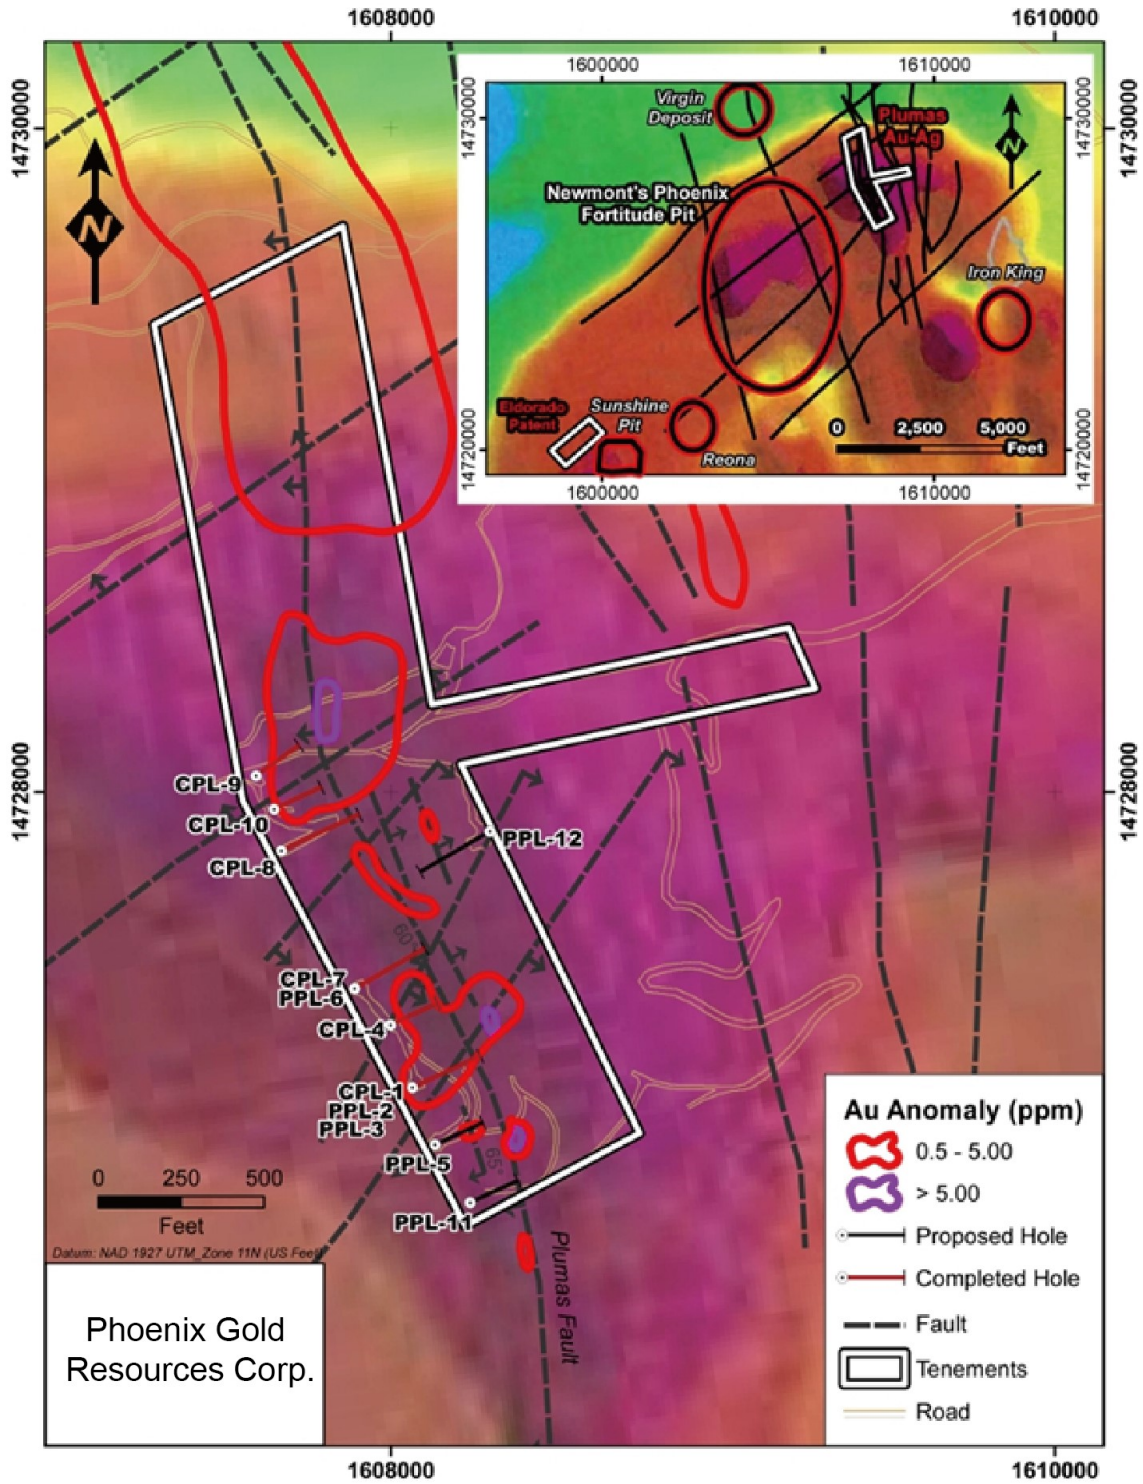 1608000
1610000
14730000
14730000
1600000
1610000
14730000
14730000
Virgin
Deposit
Plumas
Au-Ag
N
Newmont's Phoenix
Fortitude Pit
Iron King
Eldorado
Patent
Sunshine
Pit
Reona
0
2,500
5,000
Feet
14720000
14720000
1600000
1610000
N
14728000
14728000
CPL-9
CPL-10
CPL-8
PPL-12
60°
CPL-7
PPL-6
CPL-4
CPL-1
PPL-2
PPL-3
PPL-5
65°
PPL-11
Plumas Fault
0
250
500
Feet
Datum: NAD 1927 UTM_Zone 11N (US Feet)
Phoenix Gold
Resources Corp.
Au Anomaly (ppm)
0.5 - 5.00
> 5.00
Proposed Hole
Completed Hole
Fault
Tenements
Road
1608000
1610000